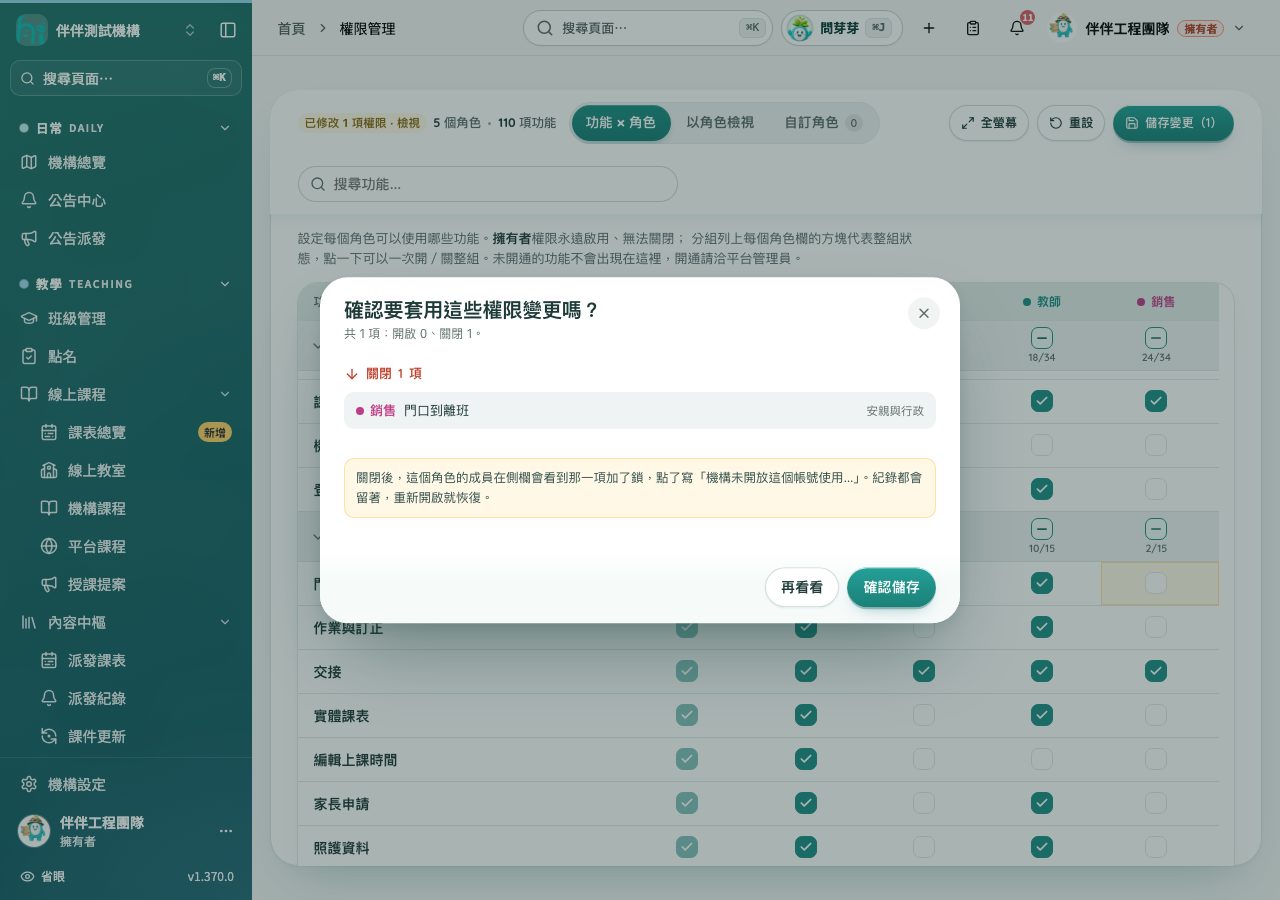 伴伴測試機構
搜尋頁面… ⌘K
日常 DAILY
機構總覽
公告中心
公告派發
教學 TEACHING
班級管理
點名
線上課程
課表總覽 新增
線上教室
機構課程
平台課程
授課提案
內容中樞
派發課表
派發紀錄
課件更新
機構設定
伴伴工程團隊
擁有者
省眼 v1.370.0
首頁 > 權限管理
搜尋頁面… ⌘K
問芽芽 ⌘J
11
伴伴工程團隊 擁有者
已修改 1 項權限 · 檢視 5 個角色 · 110 項功能
功能 × 角色 以角色檢視 自訂角色 0
全螢幕 重設 儲存變更（1）
搜尋功能...
設定每個角色可以使用哪些功能。擁有者權限永遠啟用、無法關閉； 分組列上每個角色欄的方塊代表整組狀
態，點一下可以一次開 / 關整組。未開通的功能不會出現在這裡，開通請洽平台管理員。
教師 銷售
18/34 24/34
10/15 2/15
確認要套用這些權限變更嗎？
共 1 項：開啟 0、關閉 1。
關閉 1 項
銷售 門口到離班 安親與行政
關閉後，這個角色的成員在側欄會看到那一項加了鎖，點了寫「機構未開放這個帳號使用…」。紀錄都會
留著，重新開啟就恢復。
再看看 確認儲存
作業與訂正
交接
實體課表
編輯上課時間
家長申請
照護資料